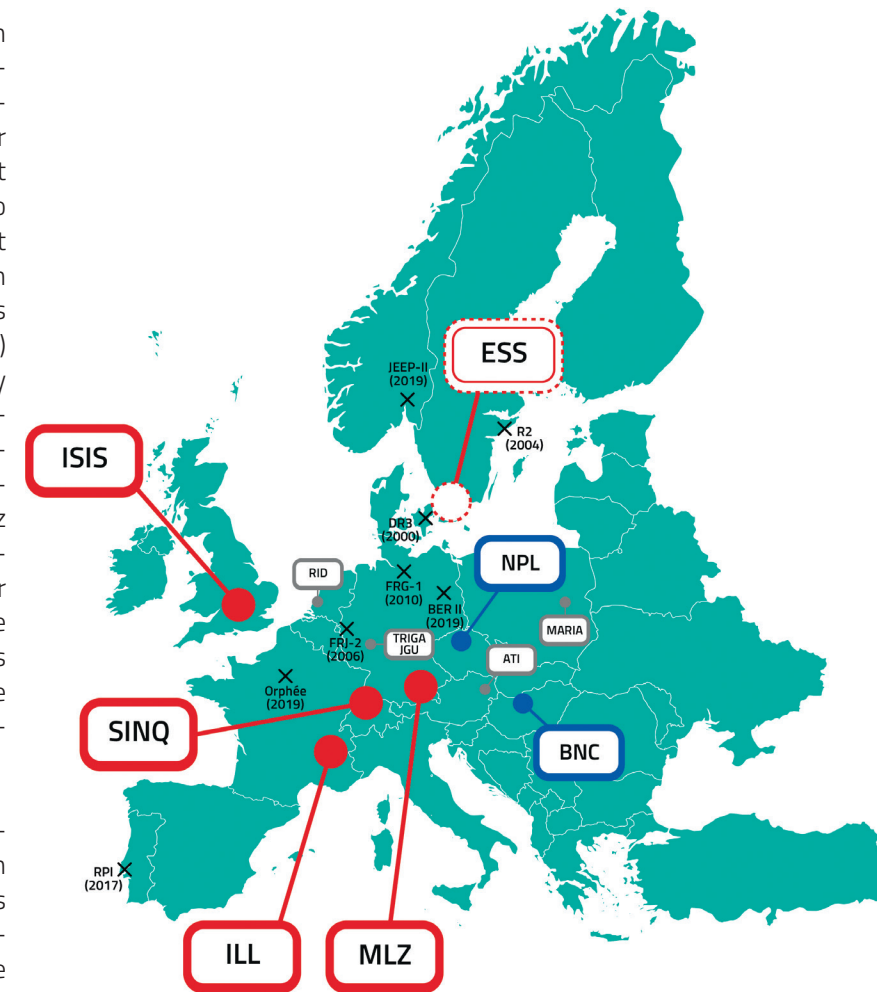 n
-
-
r
t
o
t
n
s
)
/
-
-
-
z
-
r
e
s
e
-
-
n
s
-
e
JEEP-II
(2019)
ESS
R2
(2004)
ISIS
DR3
(2000)
RID
FRG-1
(2010)
NPL
BER II
(2019)
MARIA
FRJ-2
(2006)
TRIGA
JGU
ATI
Orphée
(2019)
SINQ
BNC
RPI
(2017)
ILL
MLZ